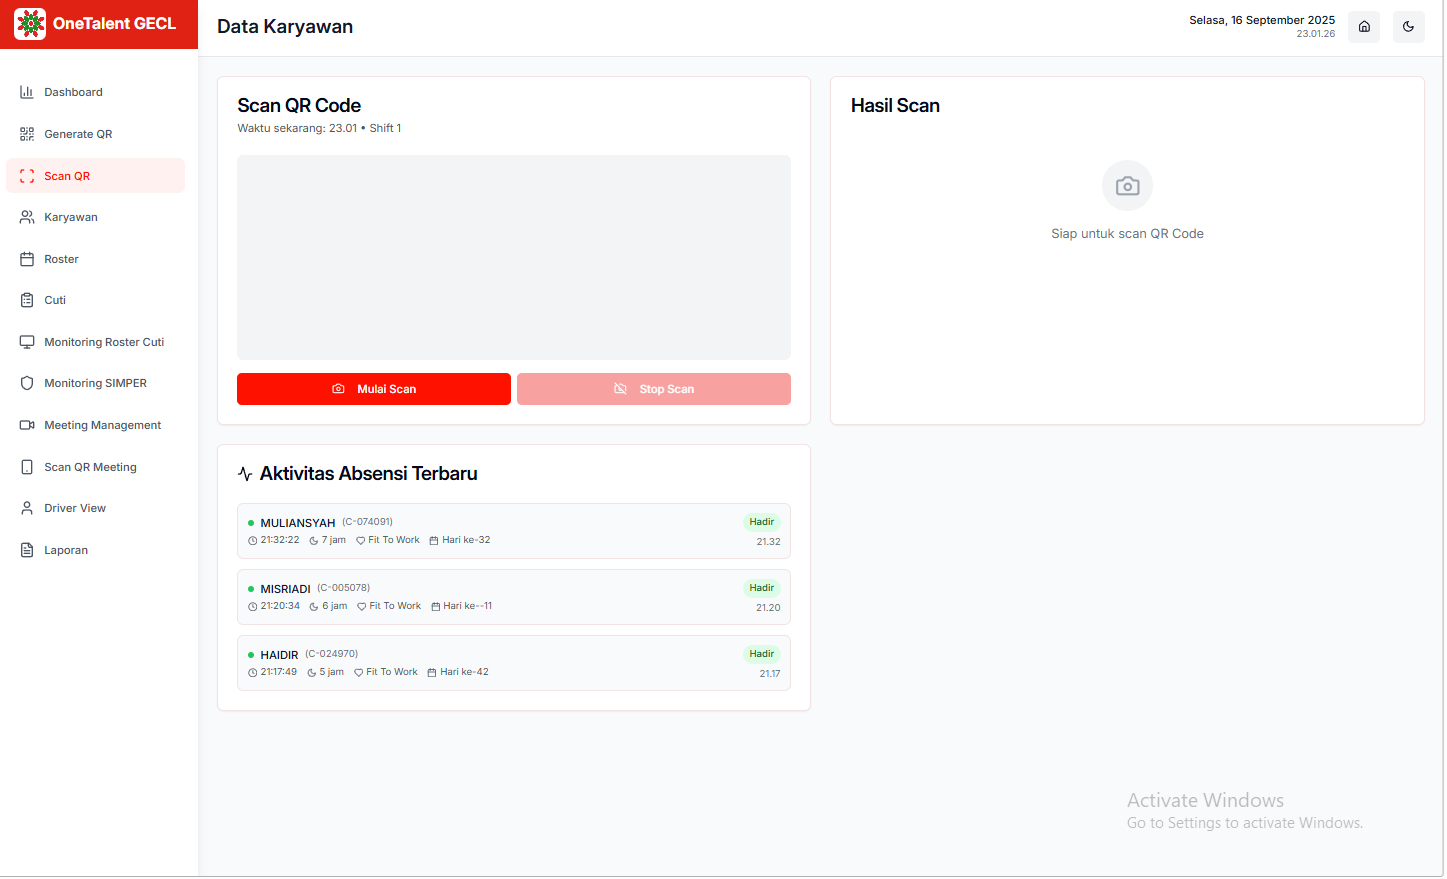 OneTalent GECL
Data Karyawan
Selasa, 16 September 2025
23.01.26
Dashboard
Generate QR
Scan QR
Karyawan
Roster
Cuti
Monitoring Roster Cuti
Monitoring SIMPER
Meeting Management
Scan QR Meeting
Driver View
Laporan
Scan QR Code
Waktu sekarang: 23.01 • Shift 1
Mulai Scan
Stop Scan
Hasil Scan
Siap untuk scan QR Code
Aktivitas Absensi Terbaru
MULIANSYAH (C-074091) Hadir
21:32:22 7 jam Fit To Work Hari ke-32 21.32
MISRIADI (C-005078) Hadir
21:20:34 6 jam Fit To Work Hari ke--11 21.20
HAIDIR (C-024970) Hadir
21:17:49 5 jam Fit To Work Hari ke-42 21.17
Activate Windows
Go to Settings to activate Windows.